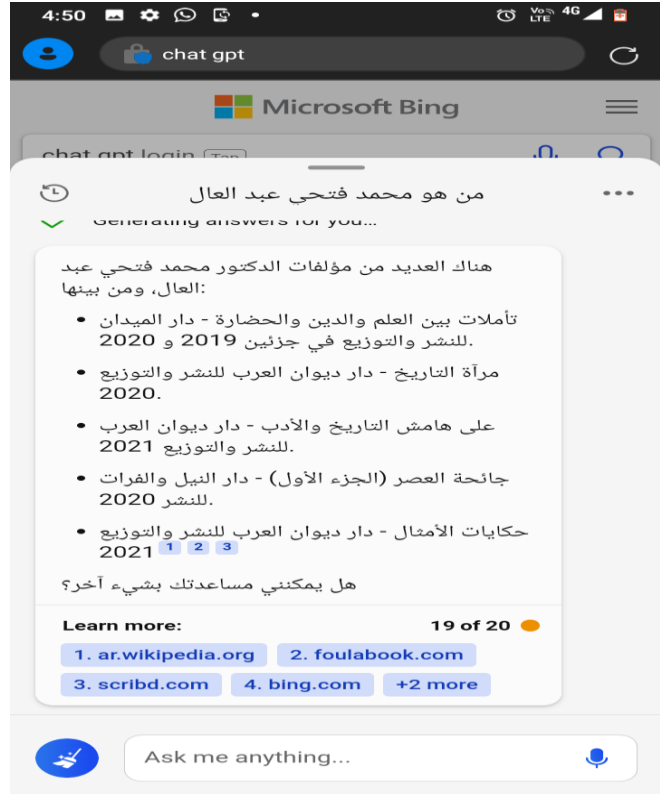 4:50
Vo))
LTE
4G
chat gpt
Microsoft Bing
chat gpt login Tap
من هو محمد فتحي عبد العال
Generating answers for you...
هناك العديد من مؤلفات الدكتور محمد فتحي عبد
العال، ومن بينها:
• تأملات بين العلم والدين والحضارة - دار الميدان
للنشر والتوزيع في جزئين 2019 و 2020.
• مرآة التاريخ - دار ديوان العرب للنشر والتوزيع
2020.
• على هامش التاريخ والأدب - دار ديوان العرب
للنشر والتوزيع 2021.
• جائحة العصر (الجزء الأول) - دار النيل والفرات
للنشر 2020.
• حكايات الأمثال - دار ديوان العرب للنشر والتوزيع
2021 1 2 3
هل يمكنني مساعدتك بشيء آخر؟
Learn more: 19 of 20
1. ar.wikipedia.org 2. foulabook.com
3. scribd.com 4. bing.com +2 more
Ask me anything...